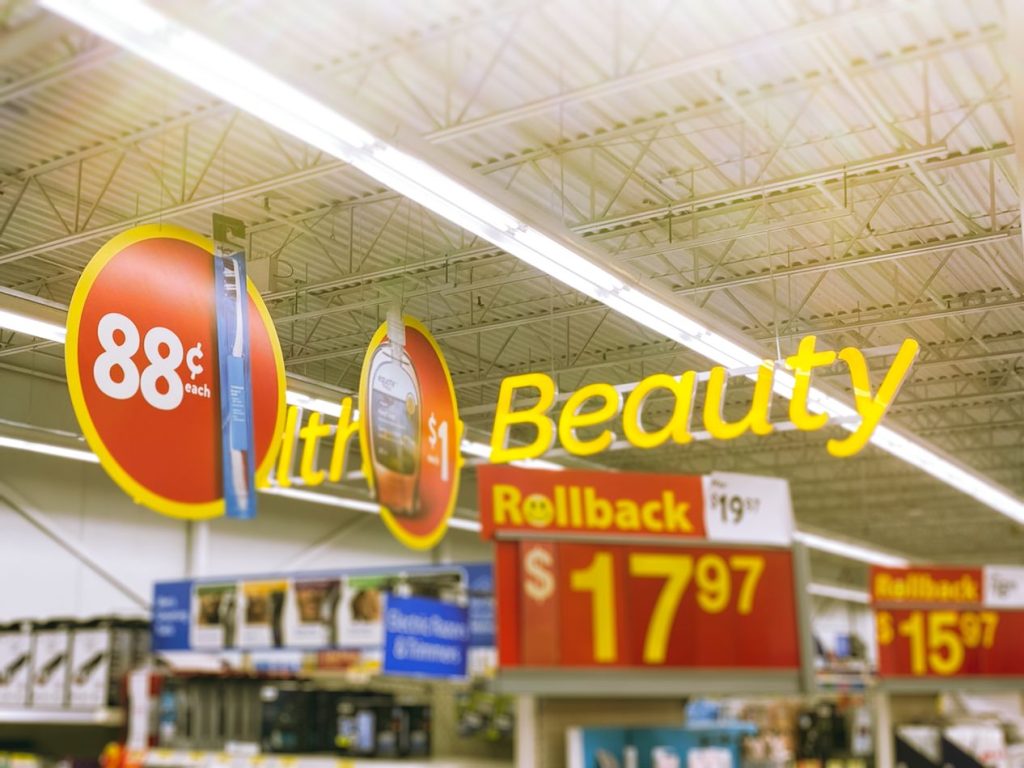 88¢
each
lth
$1
Beauty
Rollback
$19 97
$17 97
Electric Razors
& Trimmers
Rollback
$15 97